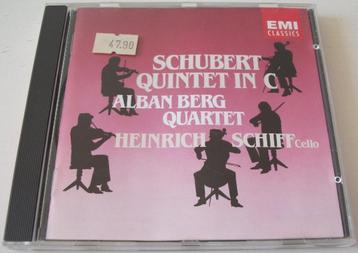 47.90
EMI
CLASSICS
SCHUBERT
QUINTET IN C
ALBAN BERG
QUARTET
HEINRICH SCHIFF Cello